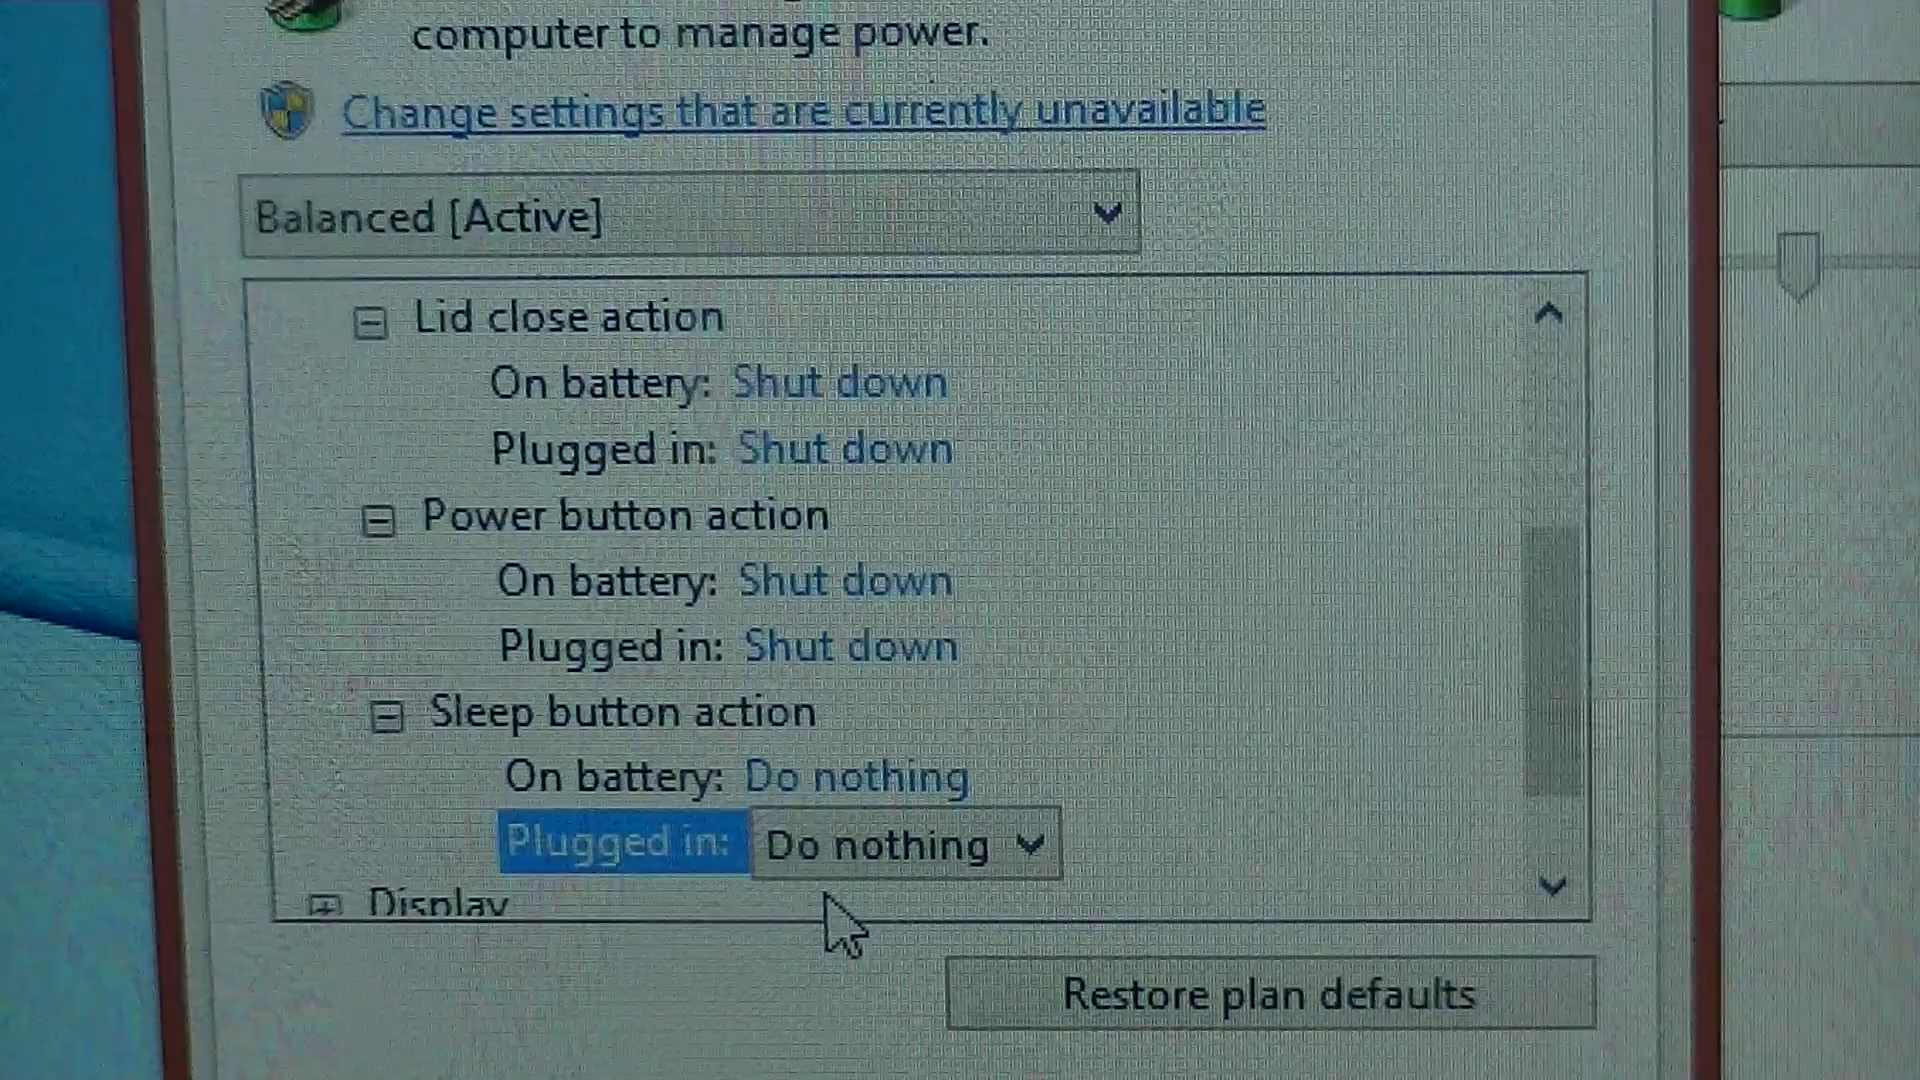 computer to manage power.
Change settings that are currently unavailable
Balanced [Active]
Lid close action
On battery: Shut down
Plugged in: Shut down
Power button action
On battery: Shut down
Plugged in: Shut down
Sleep button action
On battery: Do nothing
Plugged in: Do nothing
Display
Restore plan defaults